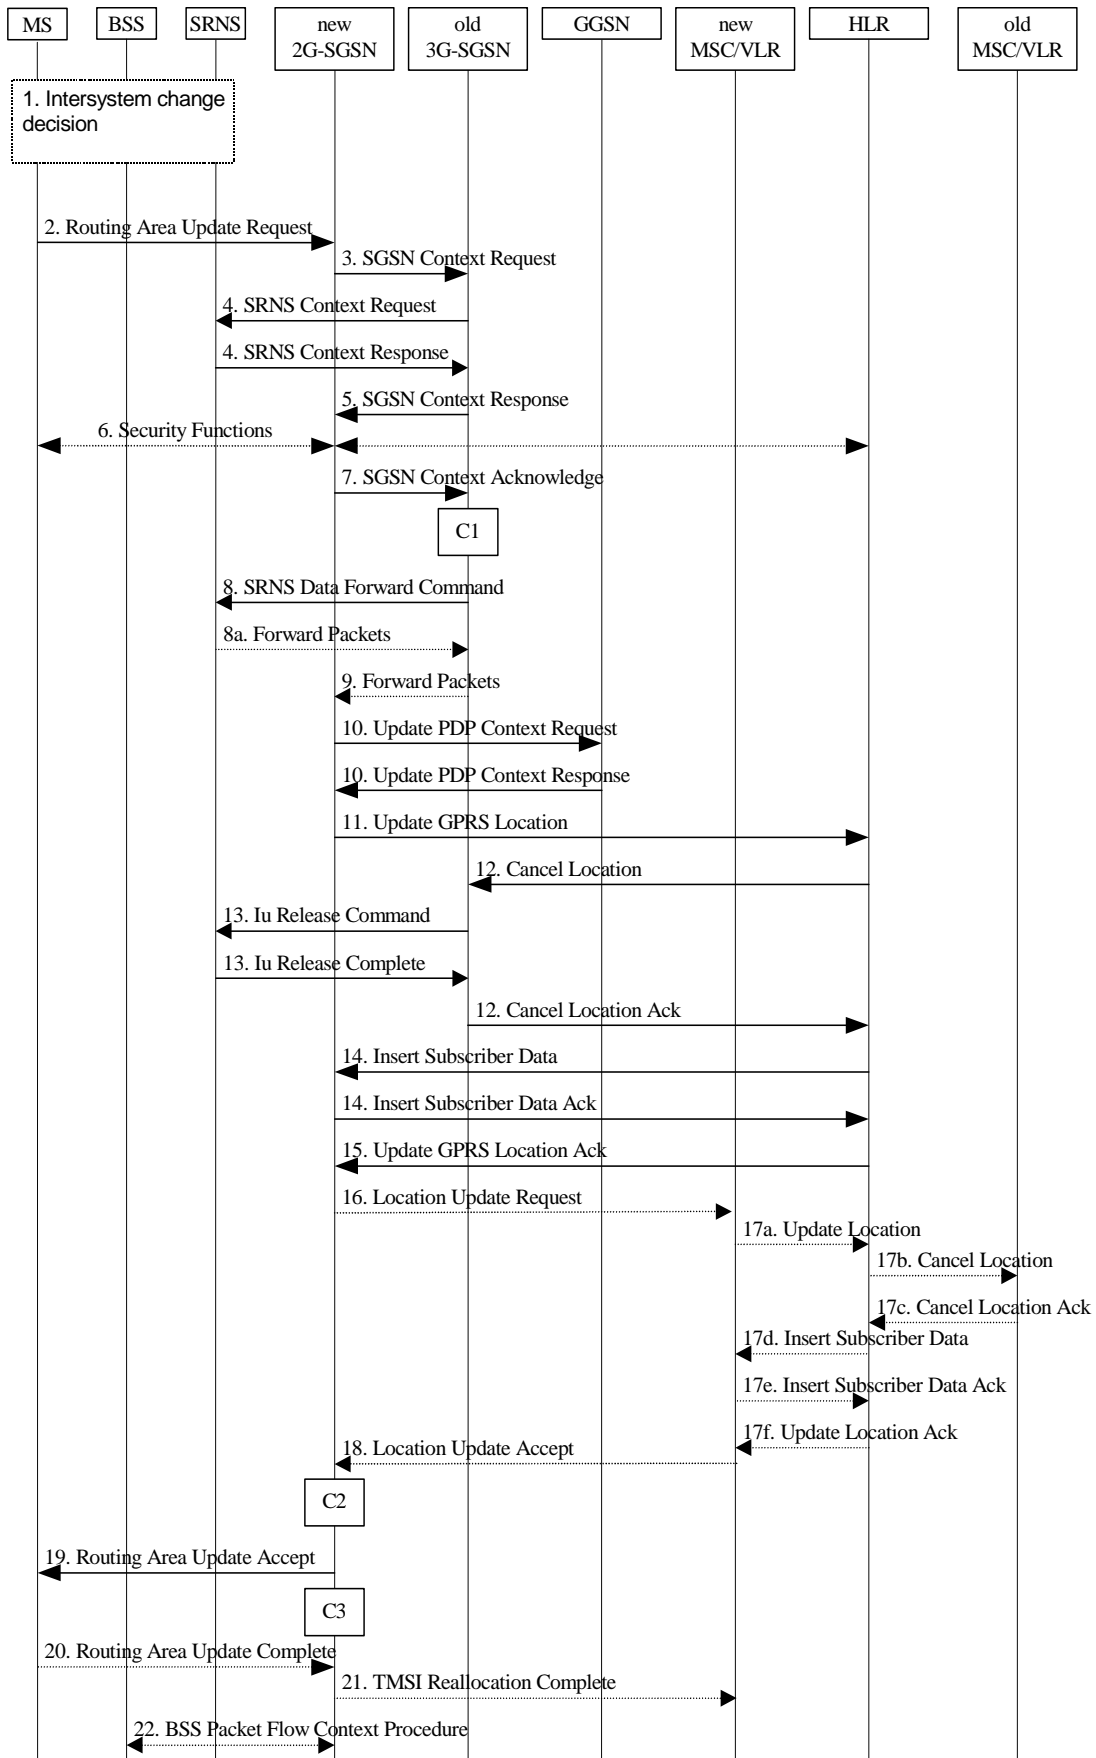 MS
BSS
SRNS
new
2G-SGSN
old
3G-SGSN
GGSN
new
MSC/VLR
HLR
old
MSC/VLR
1. Intersystem change
decision
2. Routing Area Update Request
3. SGSN Context Request
4. SRNS Context Request
4. SRNS Context Response
5. SGSN Context Response
6. Security Functions
7. SGSN Context Acknowledge
C1
8. SRNS Data Forward Command
8a. Forward Packets
9. Forward Packets
10. Update PDP Context Request
10. Update PDP Context Response
11. Update GPRS Location
12. Cancel Location
13. Iu Release Command
13. Iu Release Complete
12. Cancel Location Ack
14. Insert Subscriber Data
14. Insert Subscriber Data Ack
15. Update GPRS Location Ack
16. Location Update Request
17a. Update Location
17b. Cancel Location
17c. Cancel Location Ack
17d. Insert Subscriber Data
17e. Insert Subscriber Data Ack
17f. Update Location Ack
18. Location Update Accept
C2
19. Routing Area Update Accept
C3
20. Routing Area Update Complete
21. TMSI Reallocation Complete
22. BSS Packet Flow Context Procedure